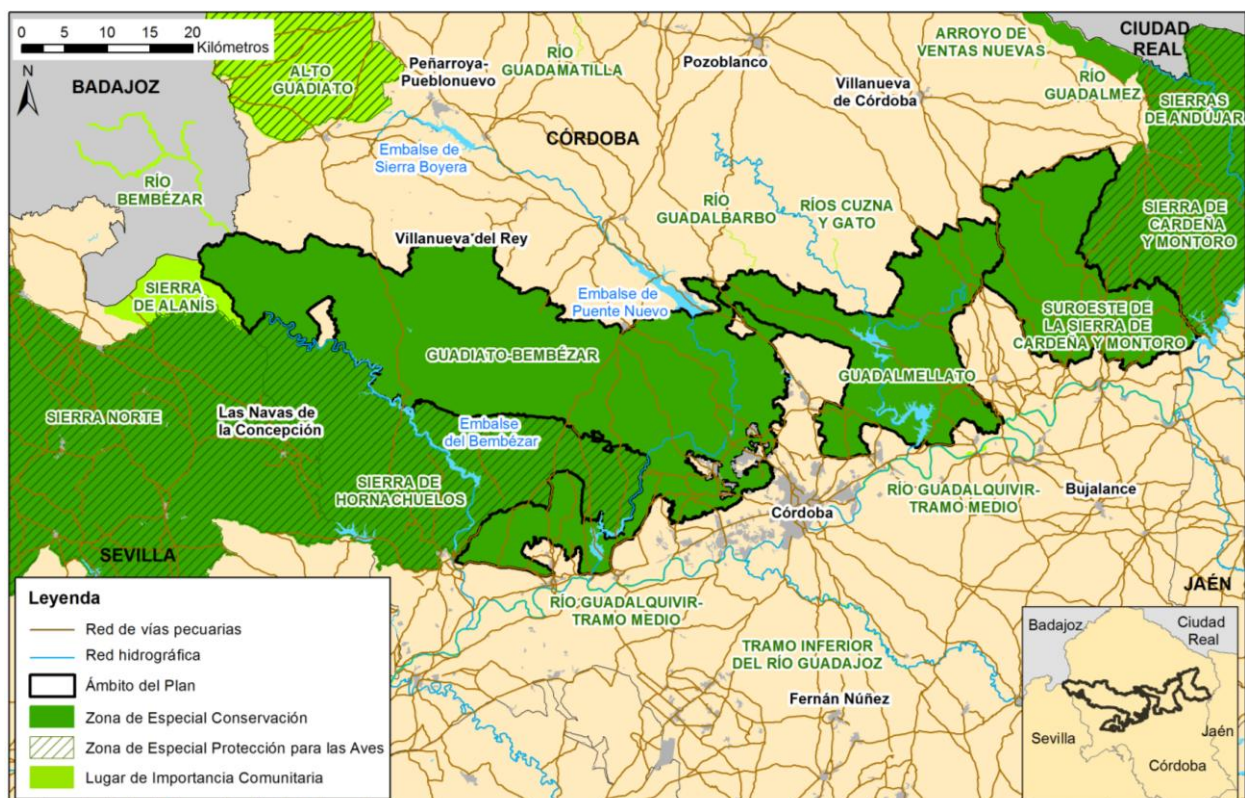 0 5 10 15 20
Kilómetros
N
BADAJOZ
ALTO
GUADIATO
Peñarroya-
Pueblonuevo
RÍO
GUADAMATILLA
Pozoblanco
ARROYO DE
VENTAS NUEVAS
CIUDAD
REAL
Villanueva
de Córdoba
RÍO
GUADALMEZ
SIERRAS
DE ANDÚJAR
CÓRDOBA
Embalse de
Sierra Boyera
RÍO
BEMBÉZAR
RÍO
GUADALBARBO
RÍOS CUZNA
Y GATO
SIERRA DE
CARDEÑA
Y MONTORO
Villanueva del Rey
SIERRA
DE ALANÍS
Embalse de
Puente Nuevo
SUROESTE DE
LA SIERRA DE
CARDEÑA Y MONTORO
GUADIATO-BEMBÉZAR
GUADALMELLATO
SIERRA NORTE
Las Navas de
la Concepción
Embalse
del Bembézar
SIERRA DE
HORNACHUELOS
RÍO GUADALQUIVIR-
TRAMO MEDIO
Bujalance
Córdoba
SEVILLA
JAÉN
RÍO GUADALQUIVIR-
TRAMO MEDIO
TRAMO INFERIOR
DEL RÍO GUADAJOZ
Fernán Núñez
Leyenda
Red de vías pecuarias
Red hidrográfica
Ámbito del Plan
Zona de Especial Conservación
Zona de Especial Protección para las Aves
Lugar de Importancia Comunitaria
Badajoz
Ciudad
Real
Sevilla
Jaén
Córdoba